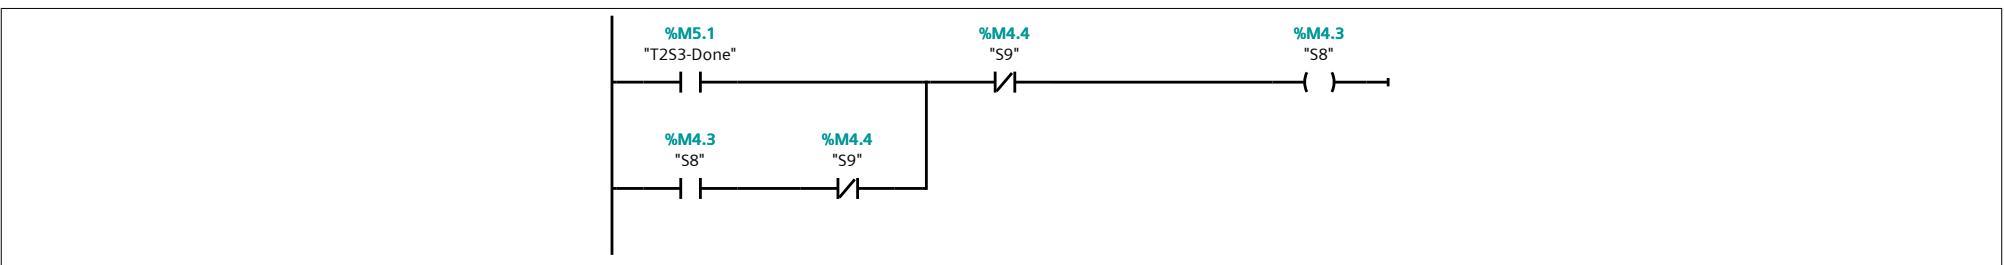 %M5.1 %M4.4 %M4.3
"T2S3-Done" "S9" "S8"
%M4.3 %M4.4
"S8" "S9"